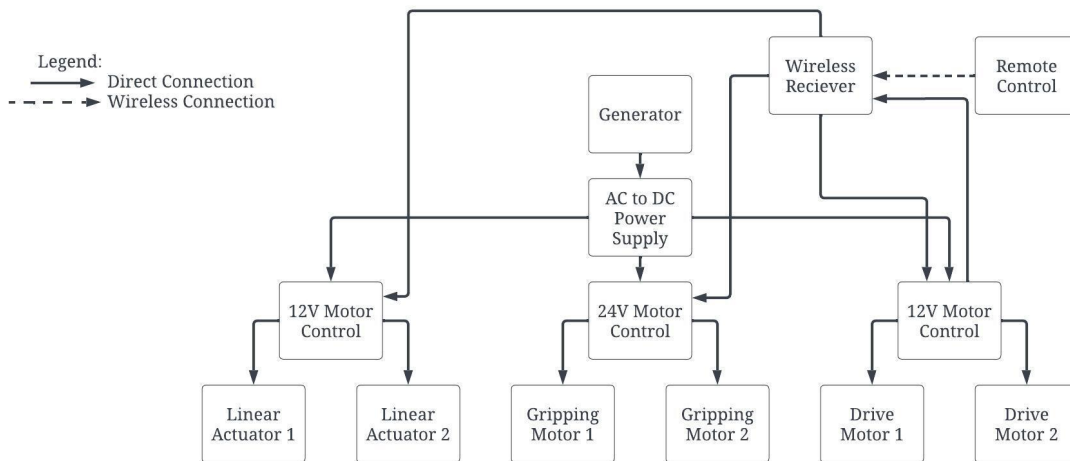 Legend:
Direct Connection
Wireless Connection
Wireless
Reciever
Remote
Control
Generator
AC to DC
Power
Supply
12V Motor
Control
24V Motor
Control
12V Motor
Control
Linear
Actuator 1
Linear
Actuator 2
Gripping
Motor 1
Gripping
Motor 2
Drive
Motor 1
Drive
Motor 2